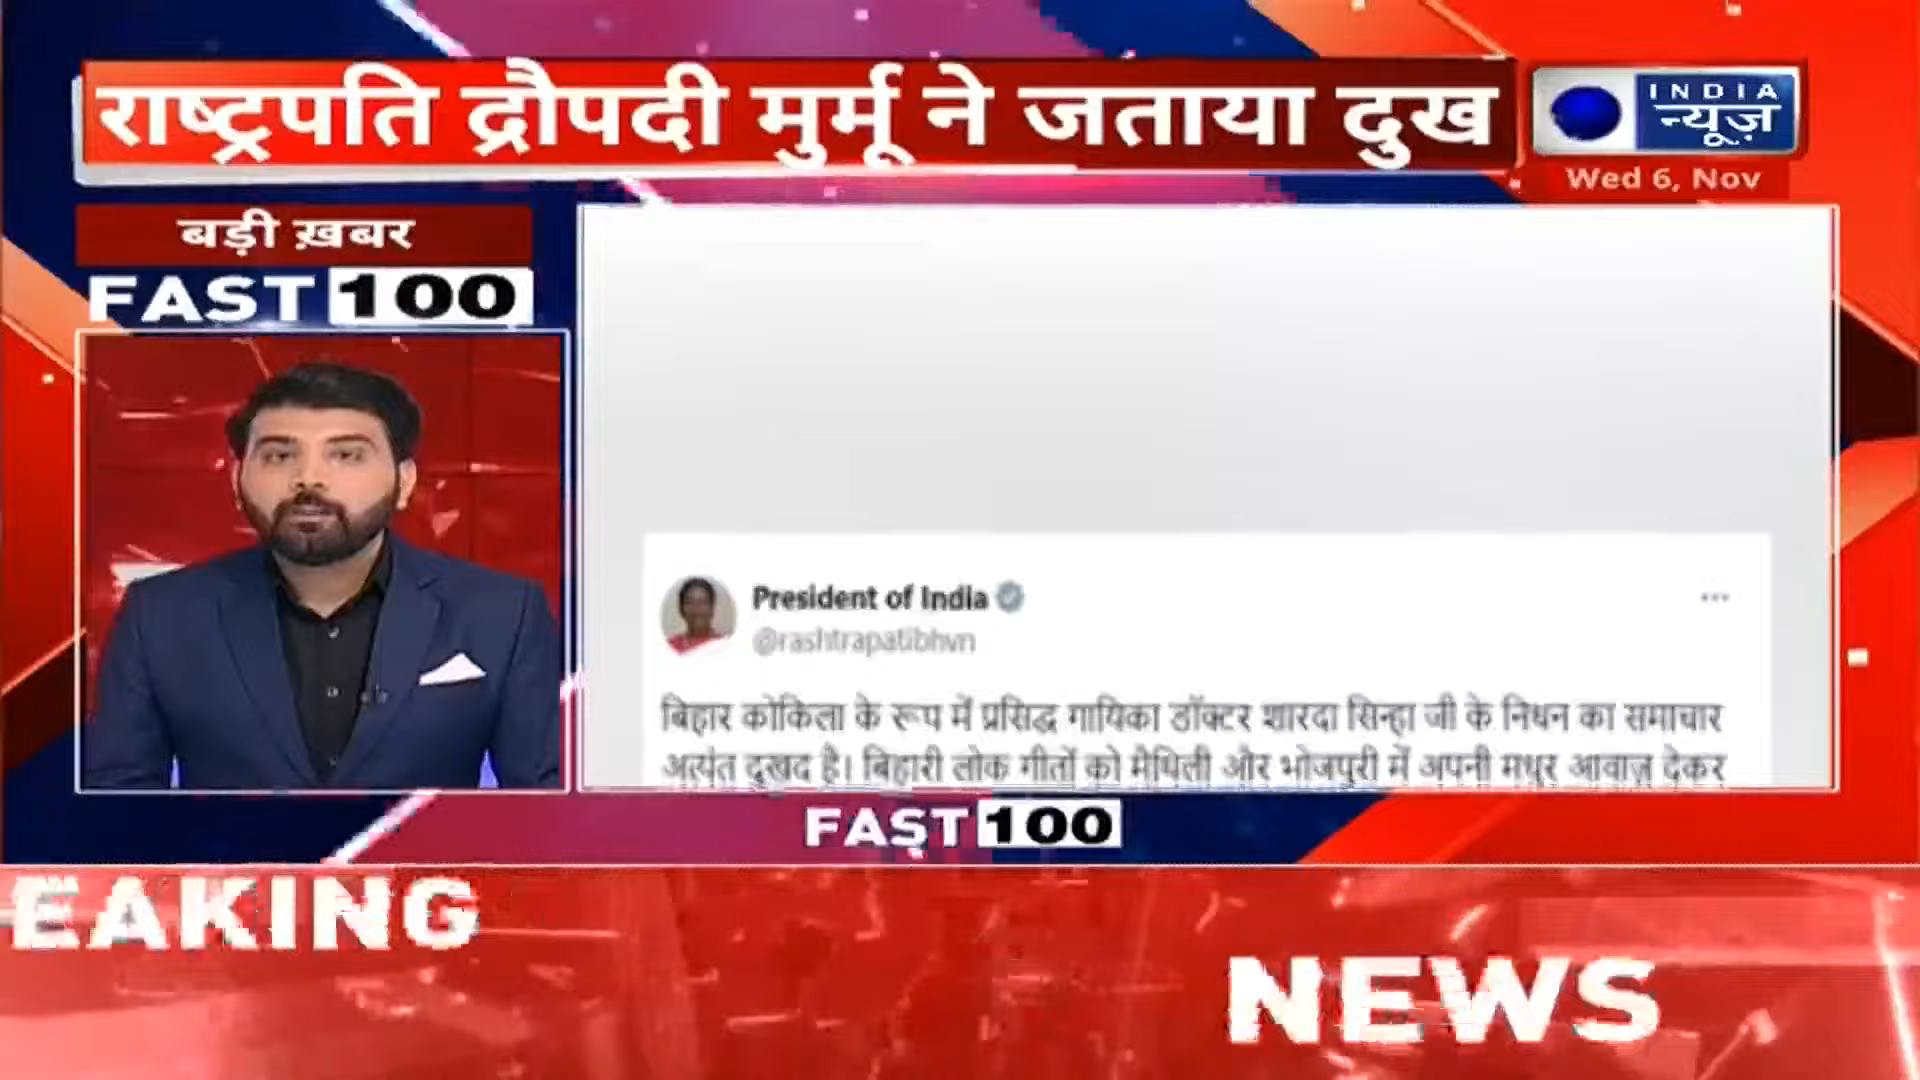 राष्ट्रपति द्रौपदी मुर्मू ने जताया दुख
INDIA
न्यूज़
Wed 6, Nov
बड़ी ख़बर
FAST 100
President of India
@rashtrapatibhvn
बिहार कोकिला के रूप में प्रसिद्ध गायिका डॉक्टर शारदा सिन्हा जी के निधन का समाचार
अत्यंत दुखद है। बिहारी लोक गीतों को मैथिली और भोजपुरी में अपनी मधुर आवाज़ देकर
FAST 100
EAKING
NEWS